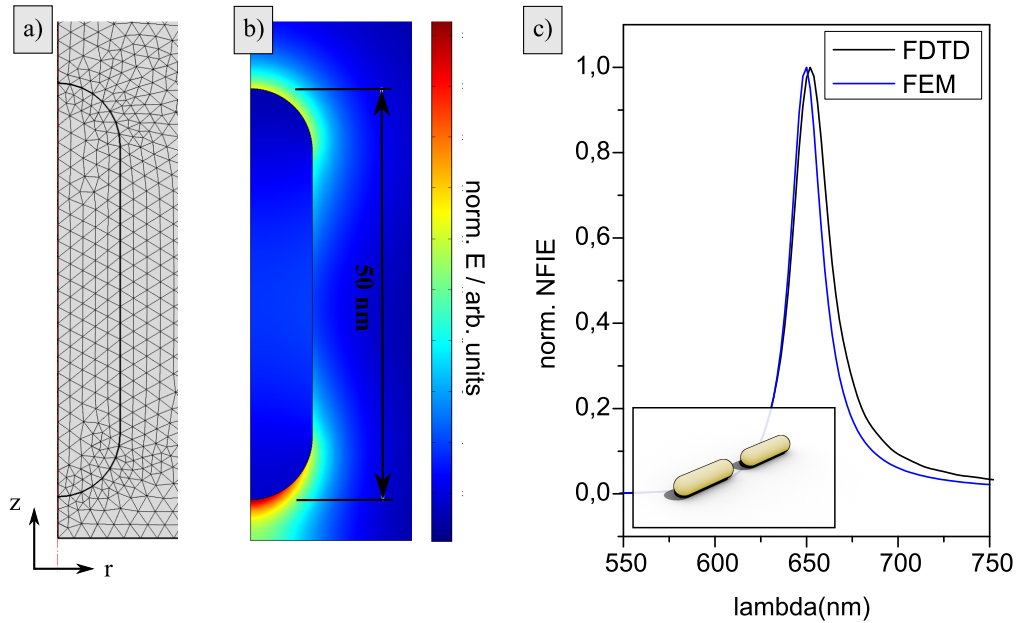 a)
z
r
b)
50 nm
norm. E / arb. units
c)
FDTD
FEM
1,0
0,8
0,6
0,4
0,2
0,0
norm. NFIE
550
600
650
700
750
lambda(nm)